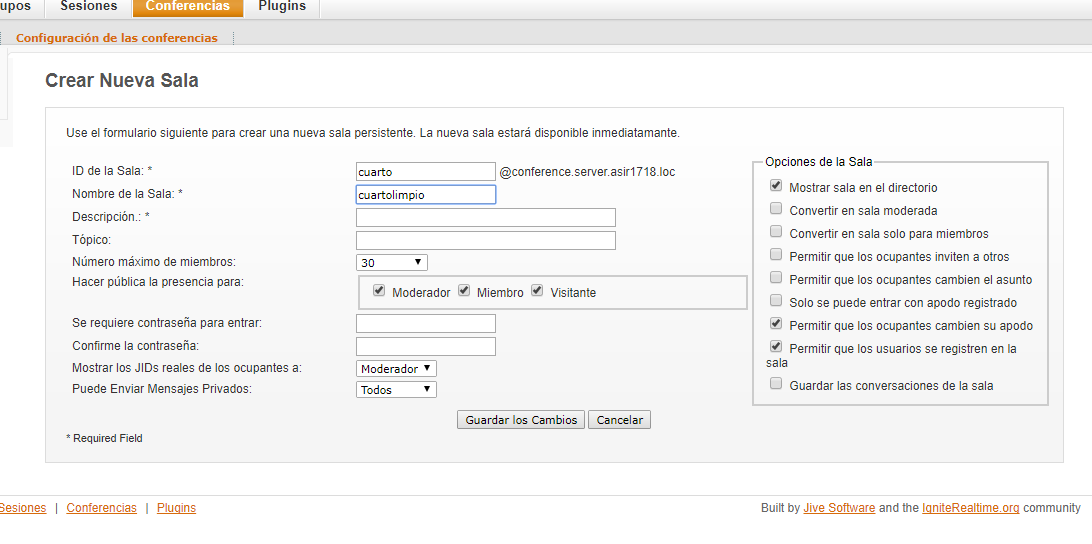 upos Sesiones Conferencias Plugins
Configuración de las conferencias
Crear Nueva Sala
Use el formulario siguiente para crear una nueva sala persistente. La nueva sala estará disponible inmediatamante.
ID de la Sala: * cuarto @conference.server.asir1718.loc
Nombre de la Sala: * cuartolimpio
Descripción.: *
Tópico:
Número máximo de miembros: 30
Hacer pública la presencia para: Moderador Miembro Visitante
Se requiere contraseña para entrar:
Confirme la contraseña:
Mostrar los JIDs reales de los ocupantes a: Moderador
Puede Enviar Mensajes Privados: Todos
Opciones de la Sala
Mostrar sala en el directorio
Convertir en sala moderada
Convertir en sala solo para miembros
Permitir que los ocupantes inviten a otros
Permitir que los ocupantes cambien el asunto
Solo se puede entrar con apodo registrado
Permitir que los ocupantes cambien su apodo
Permitir que los usuarios se registren en la
sala
Guardar las conversaciones de la sala
Guardar los Cambios Cancelar
* Required Field
Sesiones | Conferencias | Plugins
Built by Jive Software and the IgniteRealtime.org community